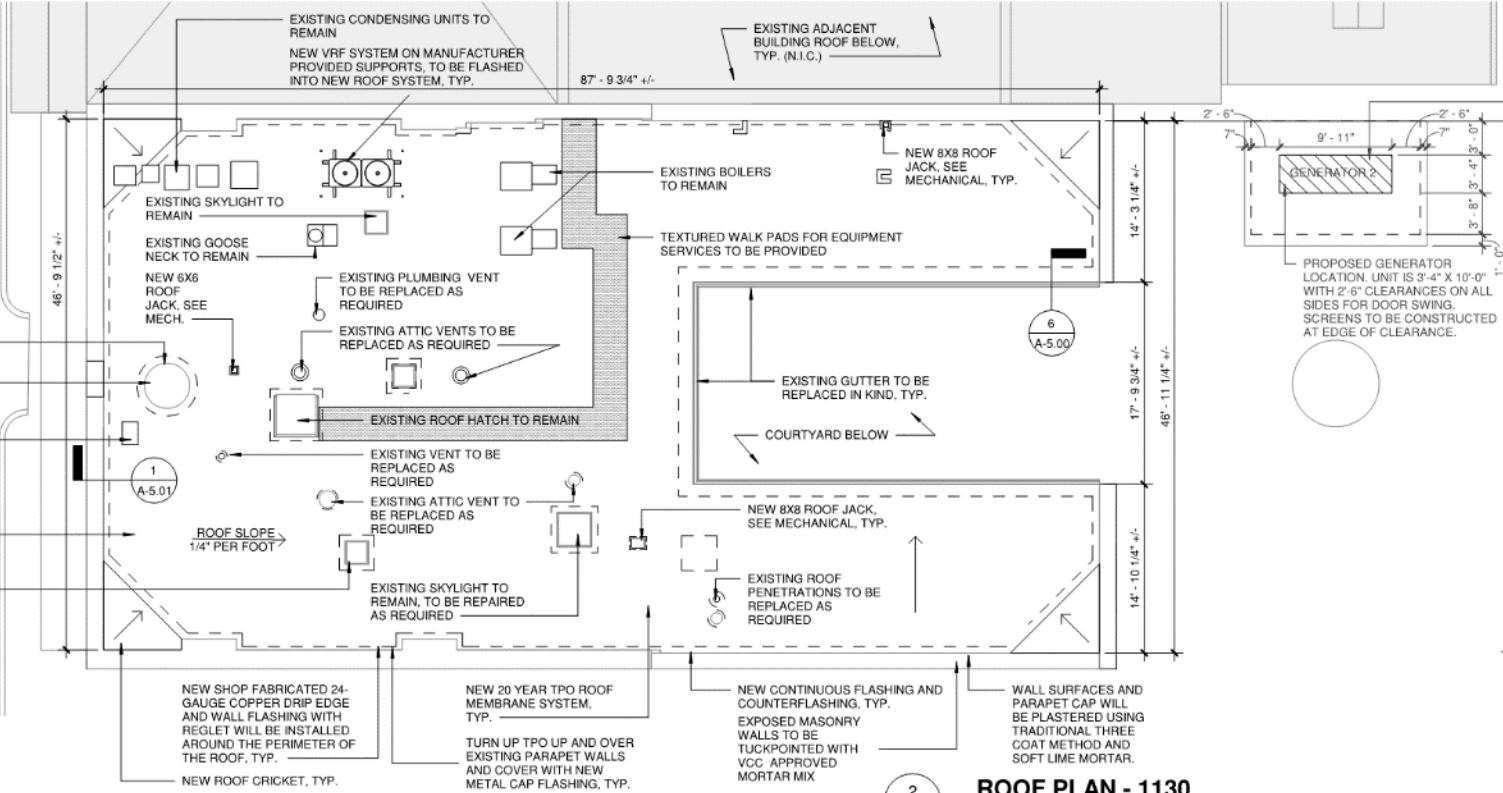 EXISTING CONDENSING UNITS TO
REMAIN
NEW VRF SYSTEM ON MANUFACTURER
PROVIDED SUPPORTS, TO BE FLASHED
INTO NEW ROOF SYSTEM, TYP.
EXISTING ADJACENT
BUILDING ROOF BELOW,
TYP. (N.I.C.)
87' - 9 3/4" +/-
2' - 6"
2' - 6"
7"
9' - 11"
7"
3' - 0"
3' - 4"
3' - 8"
1' - 0"
GENERATOR 2
PROPOSED GENERATOR
LOCATION. UNIT IS 3'-4" X 10'-0"
WITH 2'-6" CLEARANCES ON ALL
SIDES FOR DOOR SWING.
SCREENS TO BE CONSTRUCTED
AT EDGE OF CLEARANCE.
NEW 8X8 ROOF
JACK, SEE
MECHANICAL, TYP.
EXISTING BOILERS
TO REMAIN
EXISTING SKYLIGHT TO
REMAIN
EXISTING GOOSE
NECK TO REMAIN
NEW 6X6
ROOF
JACK, SEE
MECH.
TEXTURED WALK PADS FOR EQUIPMENT
SERVICES TO BE PROVIDED
EXISTING PLUMBING VENT
TO BE REPLACED AS
REQUIRED
EXISTING ATTIC VENTS TO BE
REPLACED AS REQUIRED
46' - 9 1/2" +/-
14' - 3 1/4" +/-
17' - 9 3/4" +/-
46' - 11 1/4" +/-
14' - 10 1/4" +/-
6
A-5.00
EXISTING GUTTER TO BE
REPLACED IN KIND, TYP.
COURTYARD BELOW
EXISTING ROOF HATCH TO REMAIN
EXISTING VENT TO BE
REPLACED AS
REQUIRED
1
A-5.01
EXISTING ATTIC VENT TO
BE REPLACED AS
REQUIRED
ROOF SLOPE
1/4" PER FOOT
NEW 8X8 ROOF JACK,
SEE MECHANICAL, TYP.
EXISTING SKYLIGHT TO
REMAIN, TO BE REPAIRED
AS REQUIRED
EXISTING ROOF
PENETRATIONS TO BE
REPLACED AS
REQUIRED
NEW SHOP FABRICATED 24-
GAUGE COPPER DRIP EDGE
AND WALL FLASHING WITH
REGLET WILL BE INSTALLED
AROUND THE PERIMETER OF
THE ROOF, TYP.
NEW ROOF CRICKET, TYP.
NEW 20 YEAR TPO ROOF
MEMBRANE SYSTEM,
TYP.
TURN UP TPO UP AND OVER
EXISTING PARAPET WALLS
AND COVER WITH NEW
METAL CAP FLASHING, TYP.
NEW CONTINUOUS FLASHING AND
COUNTERFLASHING, TYP.
EXPOSED MASONRY
WALLS TO BE
TUCKPOINTED WITH
VCC APPROVED
MORTAR MIX
WALL SURFACES AND
PARAPET CAP WILL
BE PLASTERED USING
TRADITIONAL THREE
COAT METHOD AND
SOFT LIME MORTAR.
2
ROOF PLAN - 1130